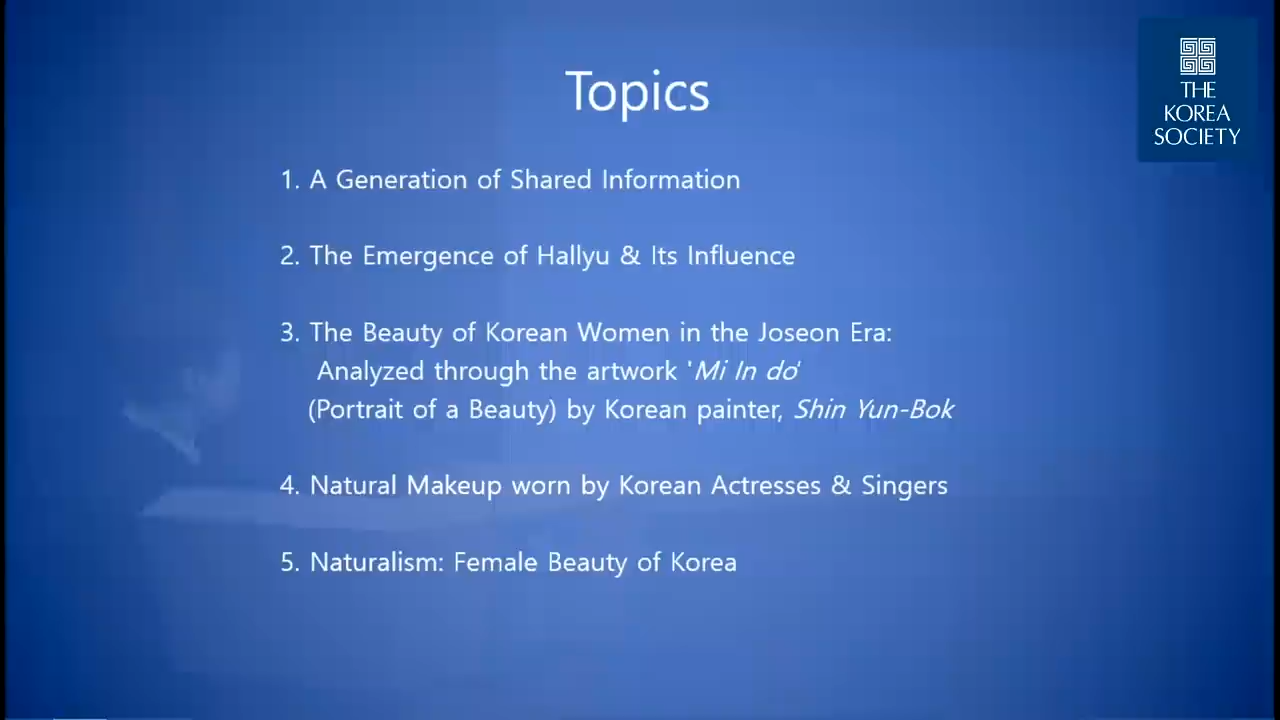 Topics
THE
KOREA
SOCIETY
1. A Generation of Shared Information
2. The Emergence of Hallyu & Its Influence
3. The Beauty of Korean Women in the Joseon Era:
Analyzed through the artwork 'Mi In do'
(Portrait of a Beauty) by Korean painter, Shin Yun-Bok
4. Natural Makeup worn by Korean Actresses & Singers
5. Naturalism: Female Beauty of Korea